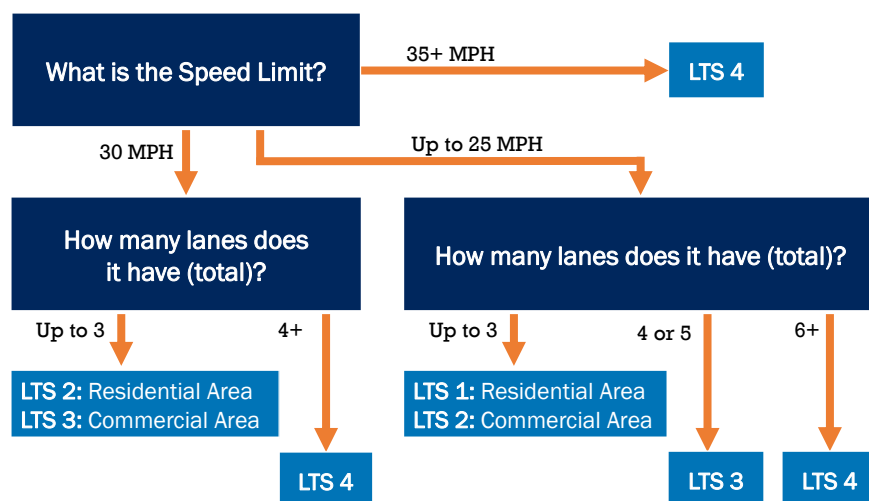 What is the Speed Limit?
35+ MPH
LTS 4
30 MPH
Up to 25 MPH
How many lanes does
it have (total)?
How many lanes does it have (total)?
Up to 3
4+
Up to 3
4 or 5
6+
LTS 2: Residential Area
LTS 3: Commercial Area
LTS 1: Residential Area
LTS 2: Commercial Area
LTS 4
LTS 3
LTS 4